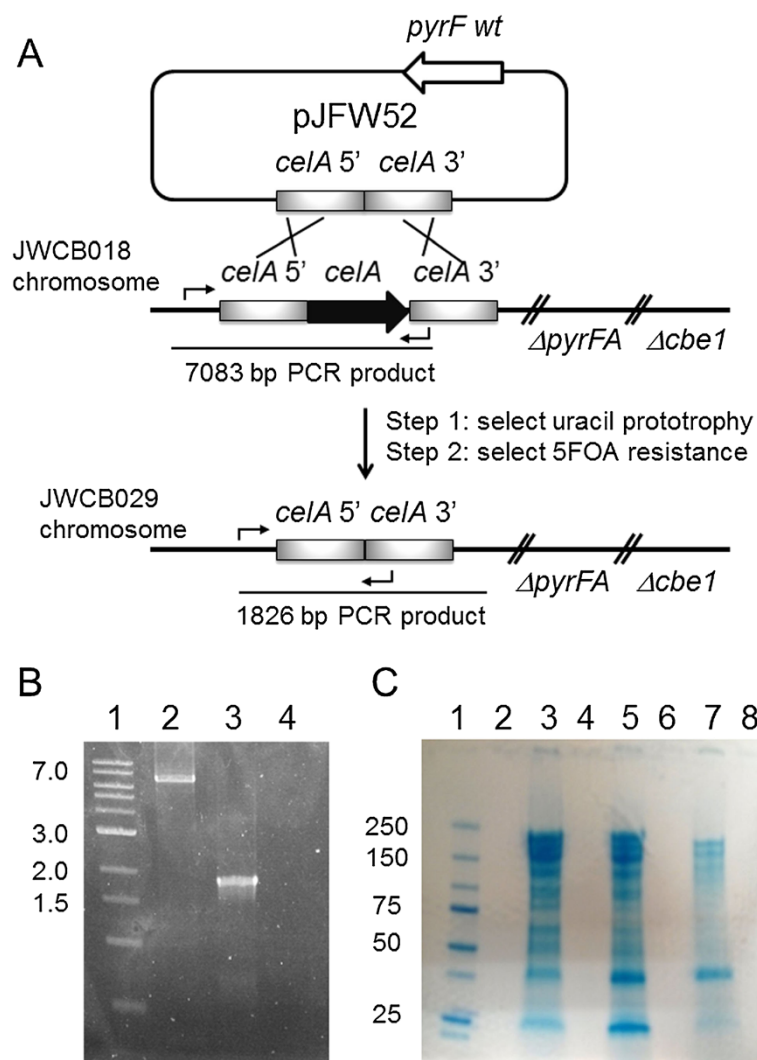 A
pyrF wt
pJFW52
celA 5’ celA 3’
JWCB018
chromosome
celA 5’ celA celA 3’
ΔpyrFA Δcbe1
7083 bp PCR product
Step 1: select uracil prototrophy
Step 2: select 5FOA resistance
JWCB029
chromosome
celA 5’ celA 3’
ΔpyrFA Δcbe1
1826 bp PCR product
B
1 2 3 4
7.0
3.0
2.0
1.5
C
1 2 3 4 5 6 7 8
250
150
75
50
25